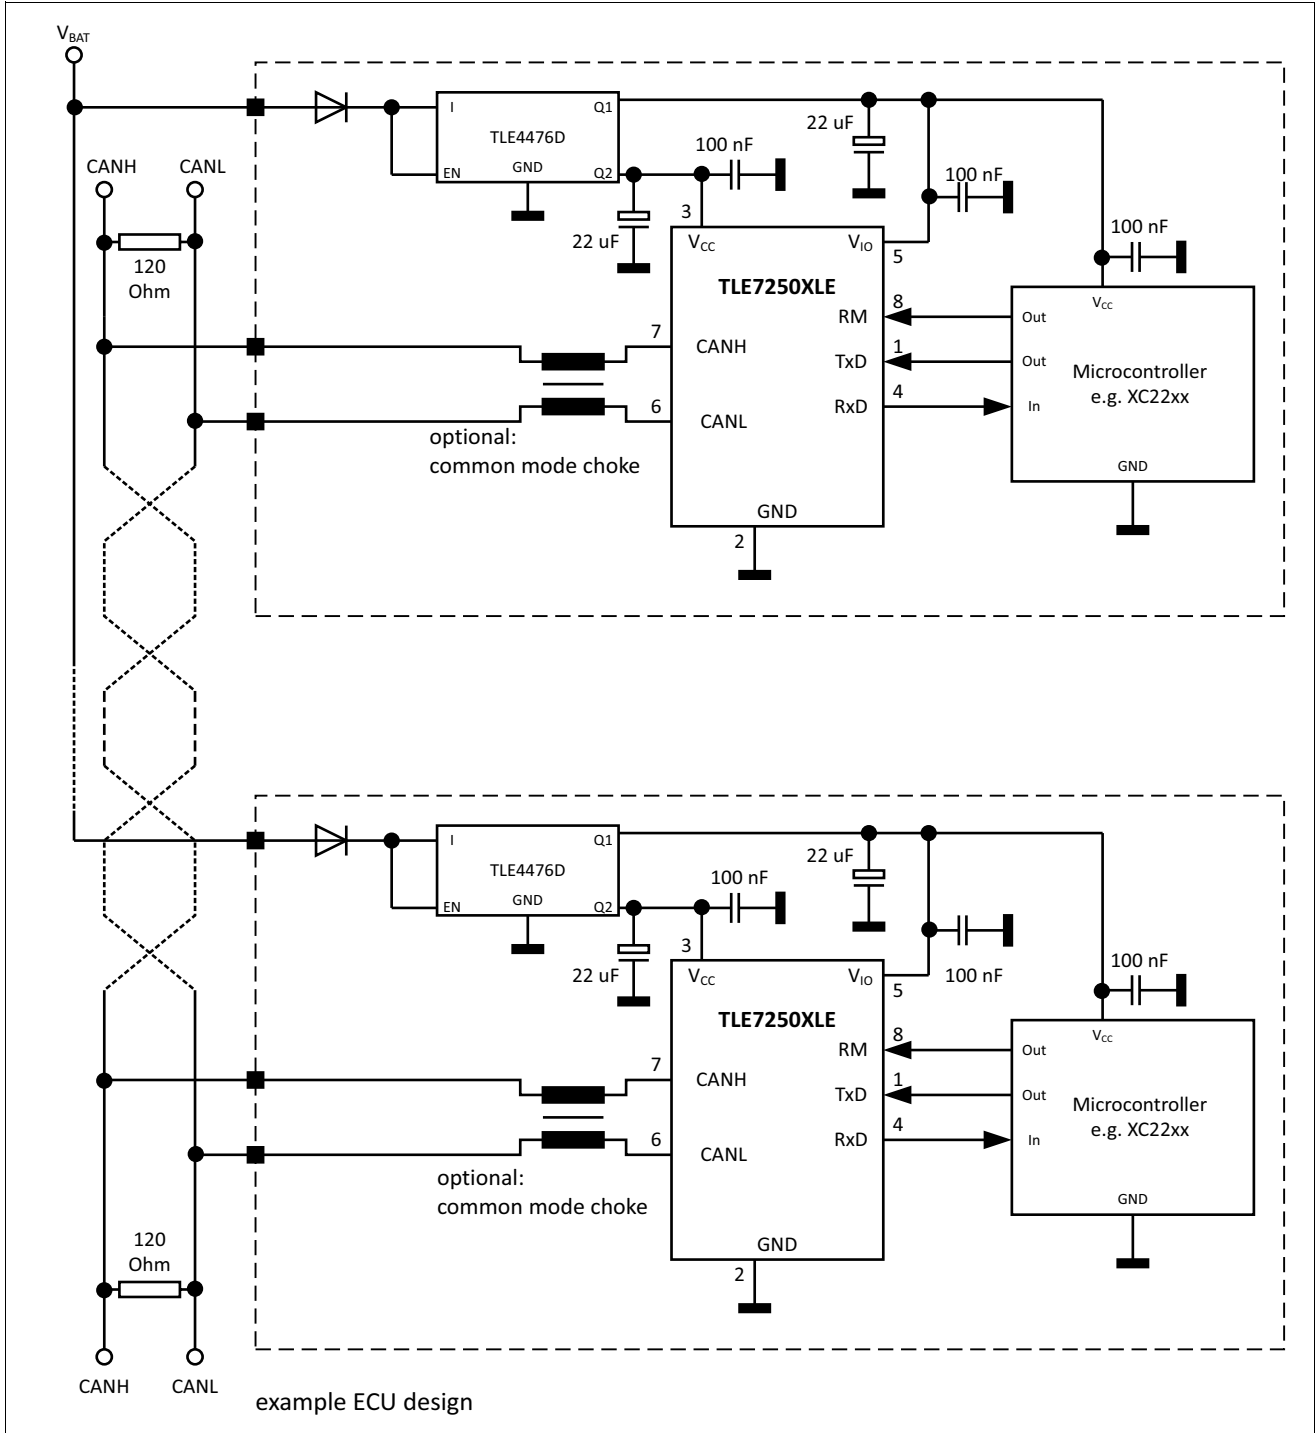 VBAT
CANH
CANL
120
Ohm
I
Q1
TLE4476D
GND
EN
Q2
22 uF
100 nF
22 uF
100 nF
100 nF
3
VCC
VIO
5
TLE7250XLE
RM
8
TxD
1
RxD
4
7
CANH
6
CANL
GND
2
optional:
common mode choke
VCC
Out
Out
In
Microcontroller
e.g. XC22xx
GND
I
Q1
TLE4476D
GND
EN
Q2
22 uF
100 nF
22 uF
100 nF
100 nF
3
VCC
VIO
5
TLE7250XLE
RM
8
TxD
1
RxD
4
7
CANH
6
CANL
GND
2
optional:
common mode choke
VCC
Out
Out
In
Microcontroller
e.g. XC22xx
GND
120
Ohm
CANH
CANL
example ECU design